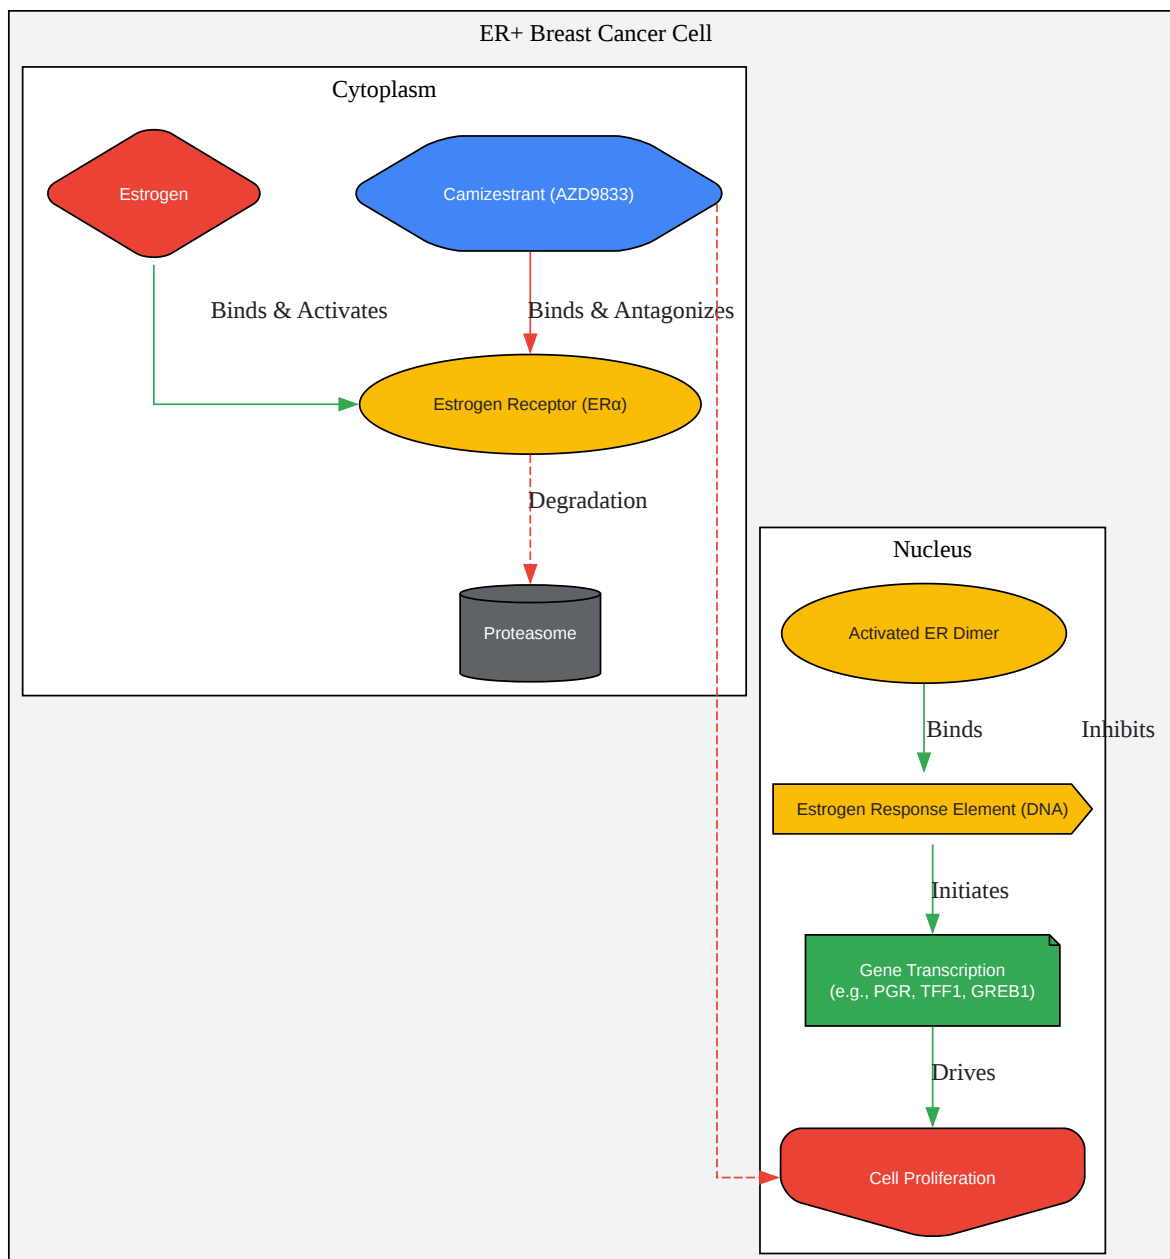 ER+ Breast Cancer Cell
Cytoplasm
Estrogen
Camizestrant (AZD9833)
Binds & Activates
Binds & Antagonizes
Estrogen Receptor (ERα)
Degradation
Proteasome
Nucleus
Activated ER Dimer
Binds
Inhibits
Estrogen Response Element (DNA)
Initiates
Gene Transcription
(e.g., PGR, TFF1, GREB1)
Drives
Cell Proliferation